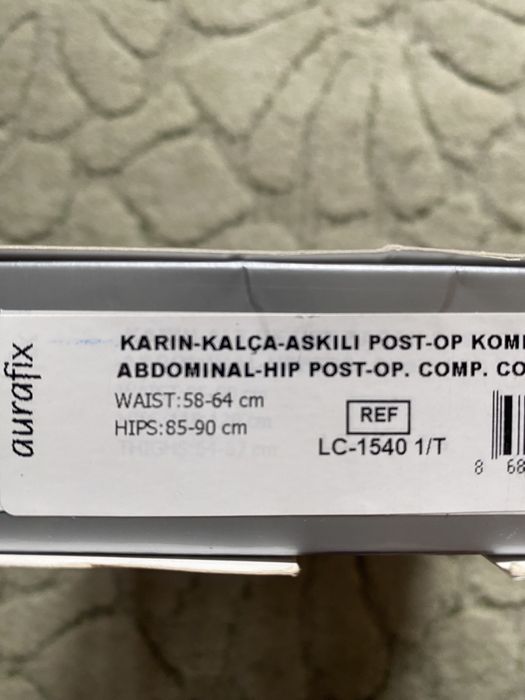 aurafix
KARIN-KALÇA-ASKILI POST-OP KOM
ABDOMINAL-HIP POST-OP. COMP. CO
WAIST:58-64 cm
HIPS:85-90 cm
REF
LC-1540 1/T
8 68